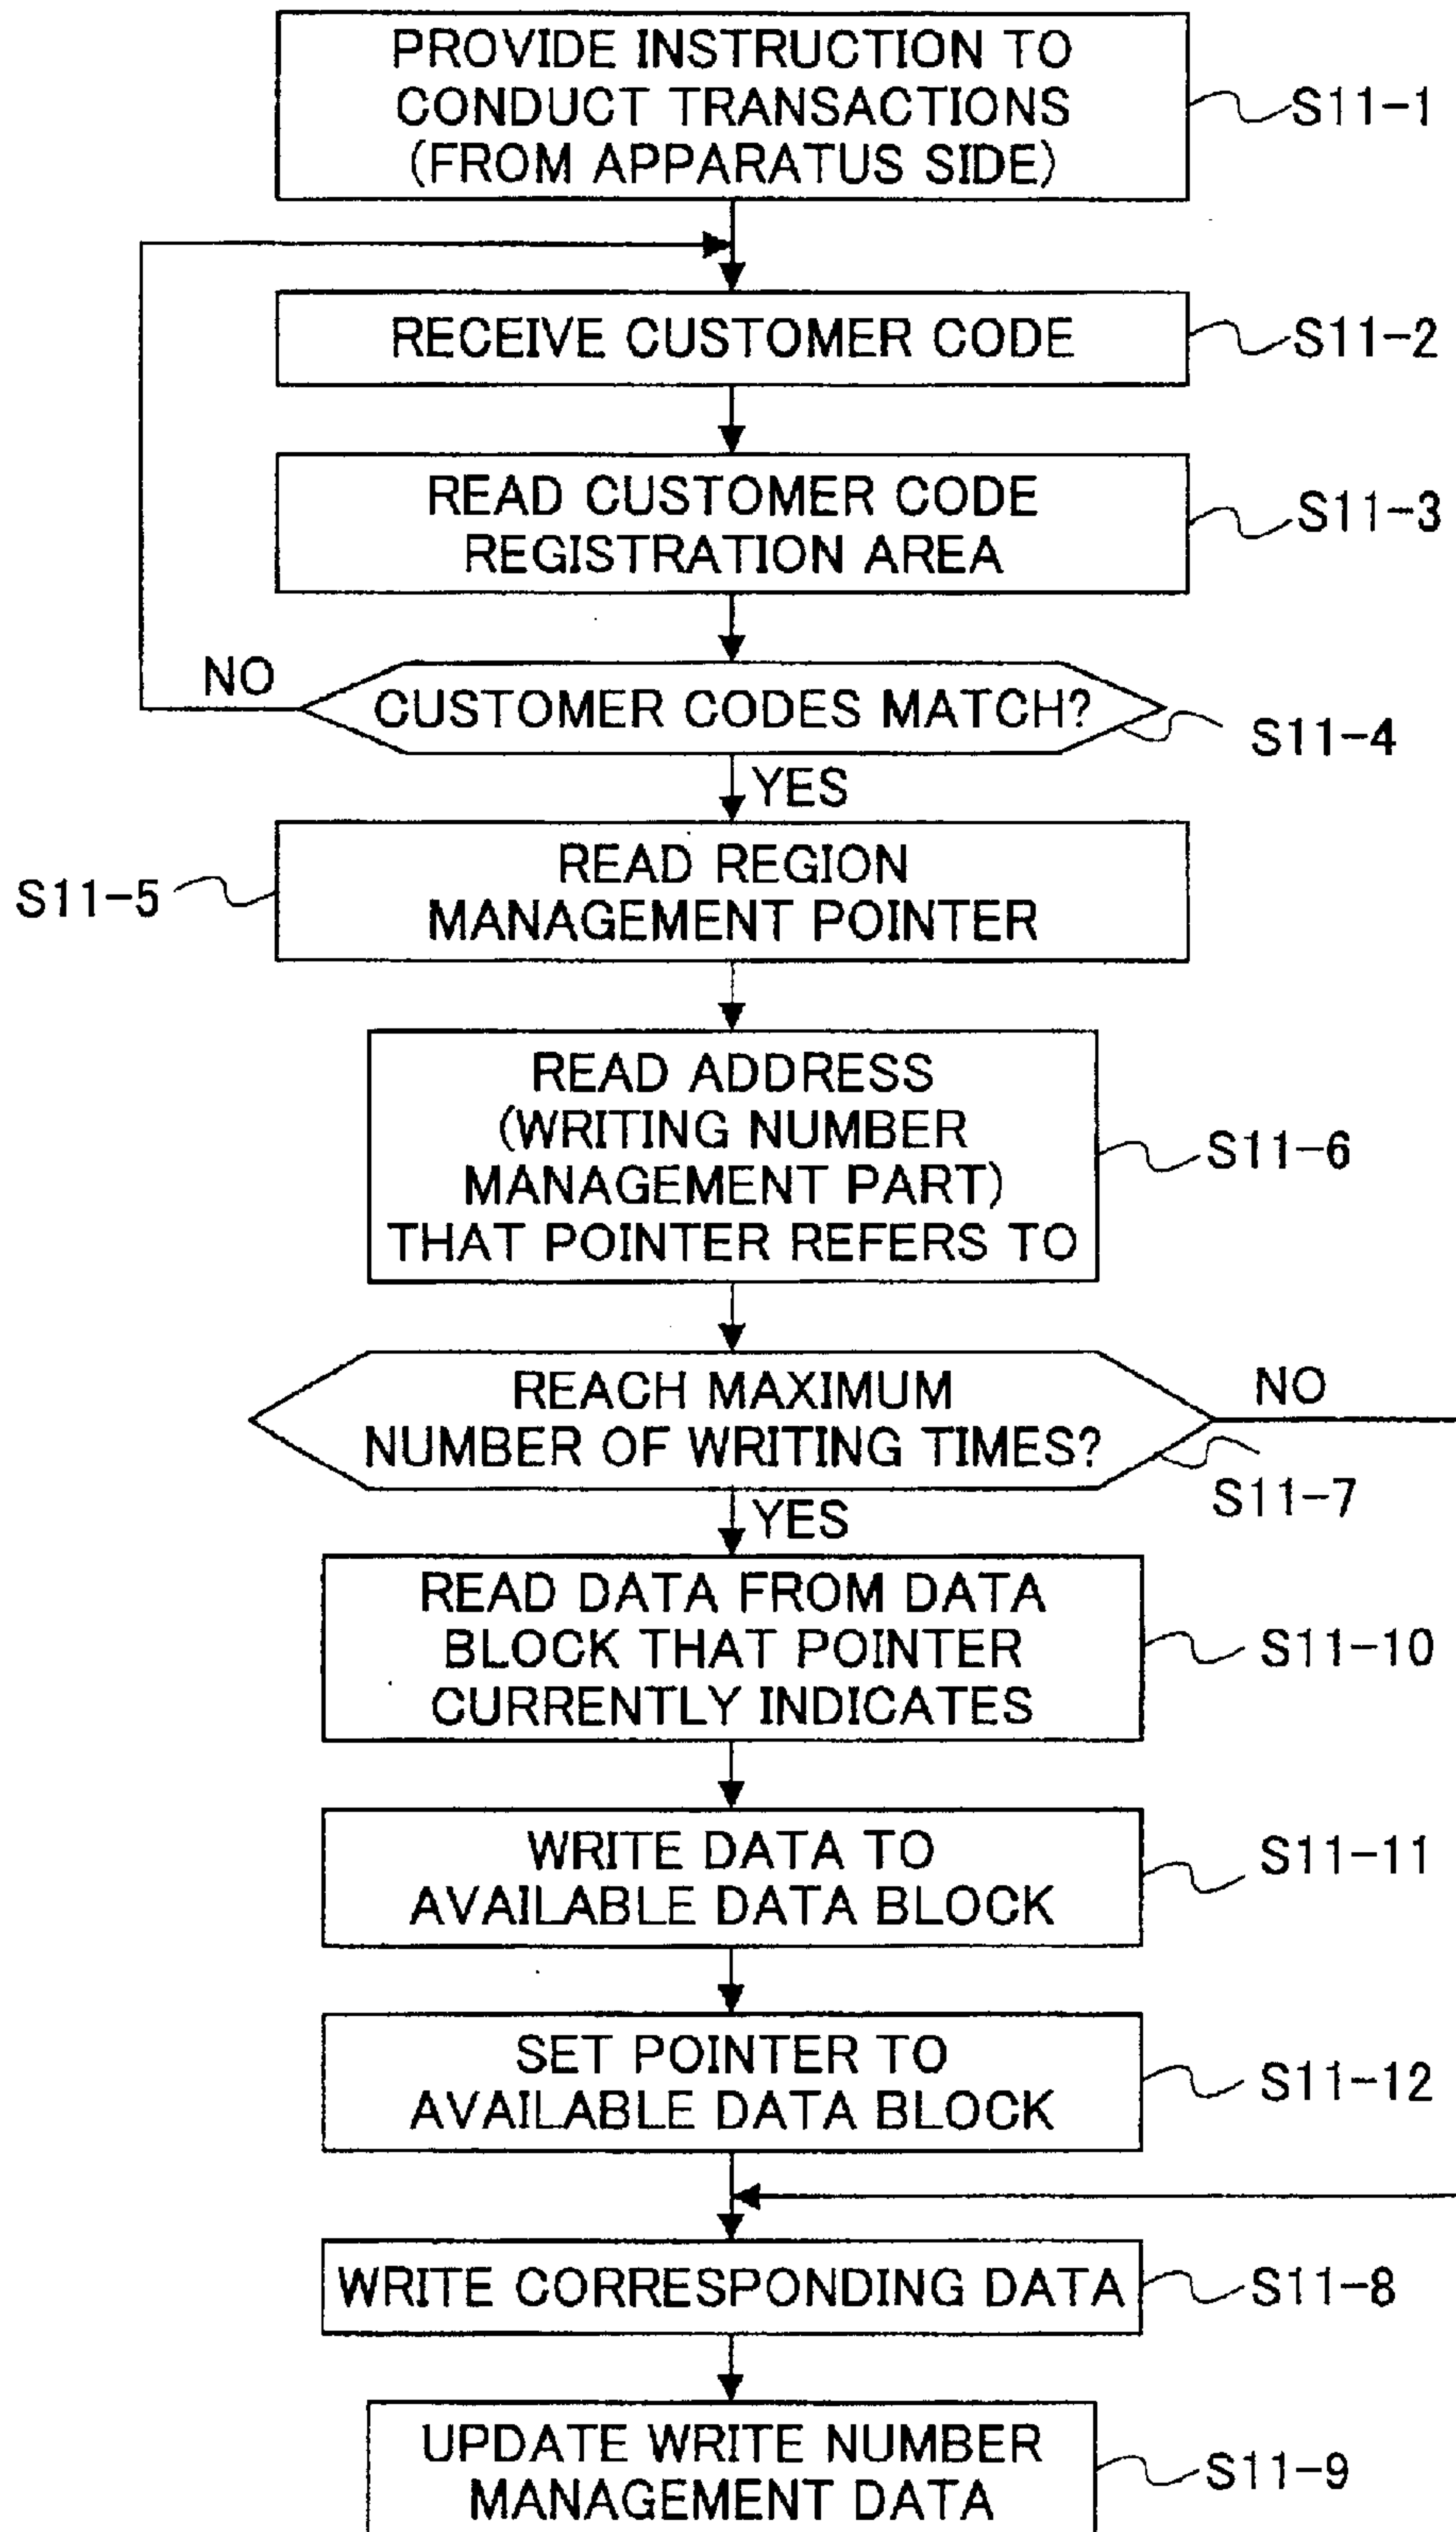 PROVIDE INSTRUCTION TO
CONDUCT TRANSACTIONS
(FROM APPARATUS SIDE)
S11-1
RECEIVE CUSTOMER CODE
S11-2
READ CUSTOMER CODE
REGISTRATION AREA
S11-3
NO
CUSTOMER CODES MATCH?
S11-4
YES
READ REGION
MANAGEMENT POINTER
S11-5
READ ADDRESS
(WRITING NUMBER
MANAGEMENT PART)
THAT POINTER REFERS TO
S11-6
REACH MAXIMUM
NUMBER OF WRITING TIMES?
NO
S11-7
YES
READ DATA FROM DATA
BLOCK THAT POINTER
CURRENTLY INDICATES
S11-10
WRITE DATA TO
AVAILABLE DATA BLOCK
S11-11
SET POINTER TO
AVAILABLE DATA BLOCK
S11-12
WRITE CORRESPONDING DATA
S11-8
UPDATE WRITE NUMBER
MANAGEMENT DATA
S11-9